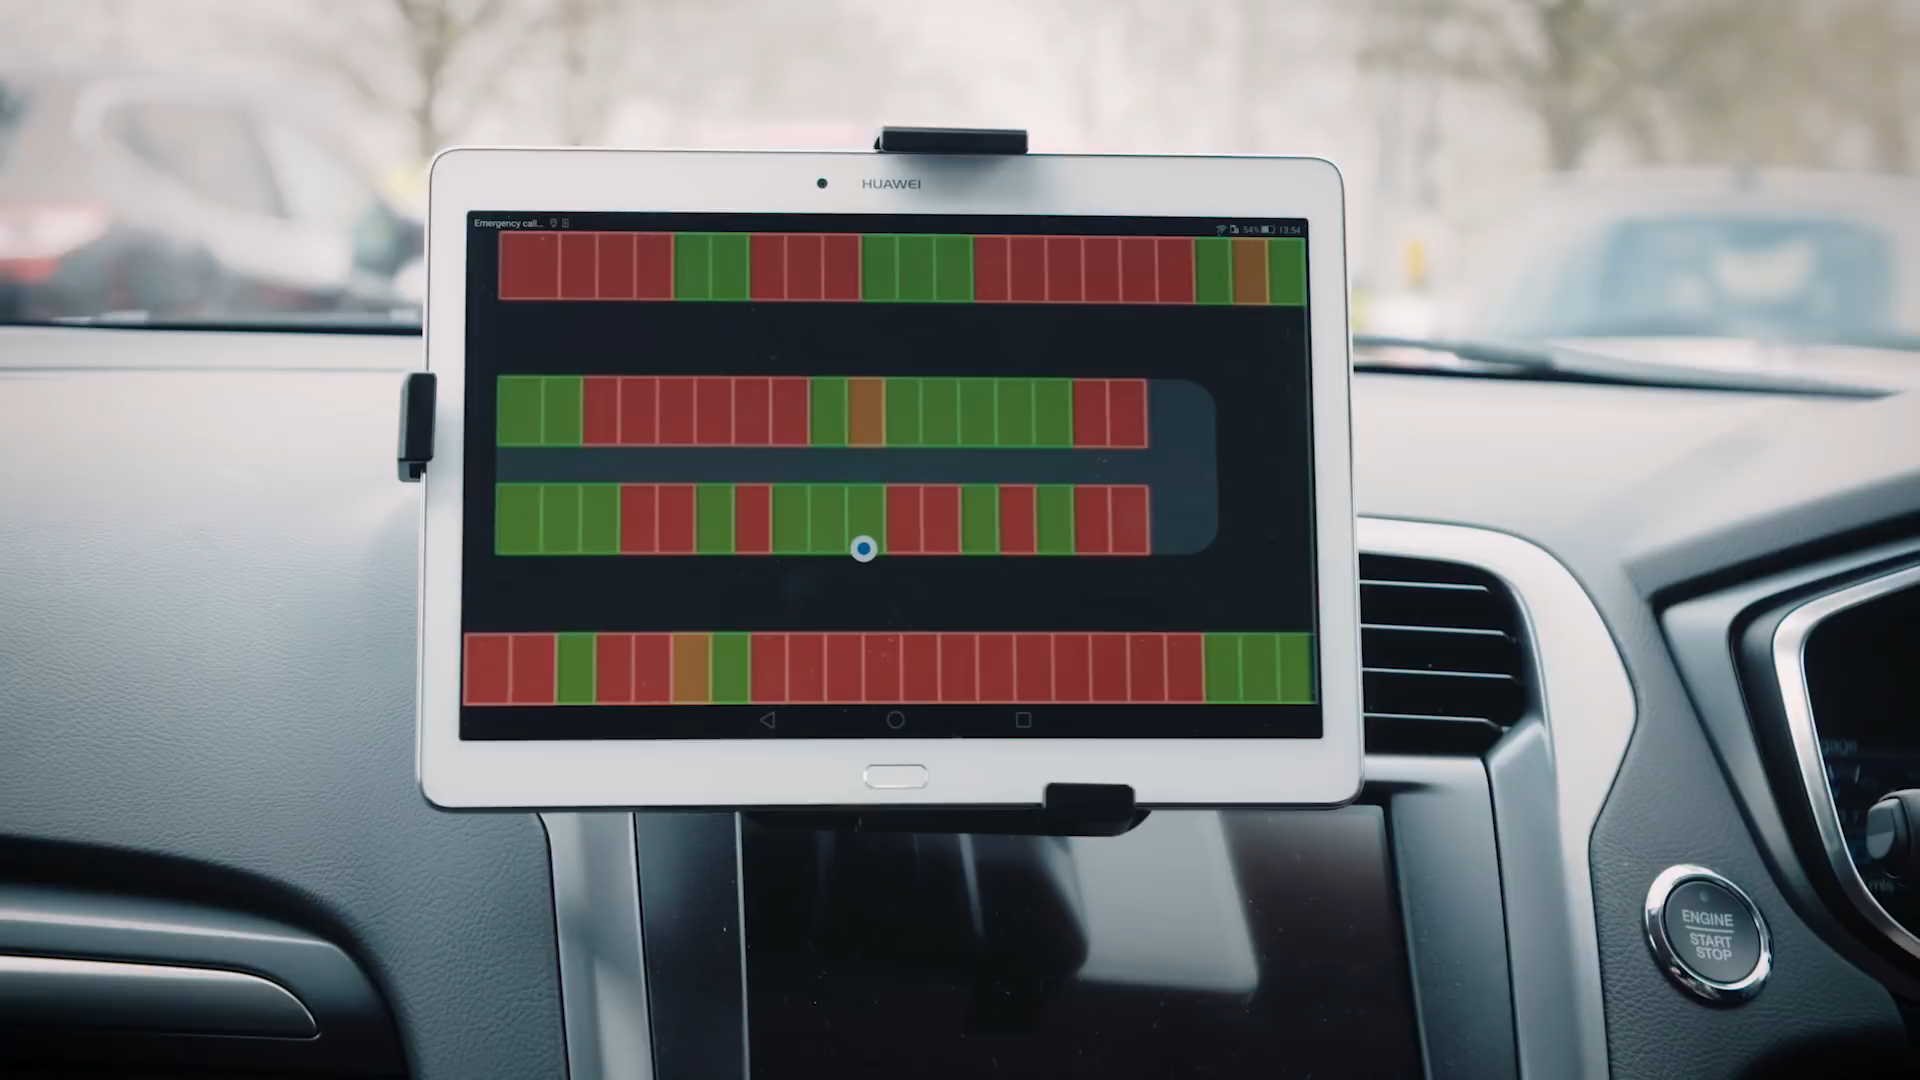 HUAWEI
Emergency call...
54% 13:54
ENGINE
START
STOP